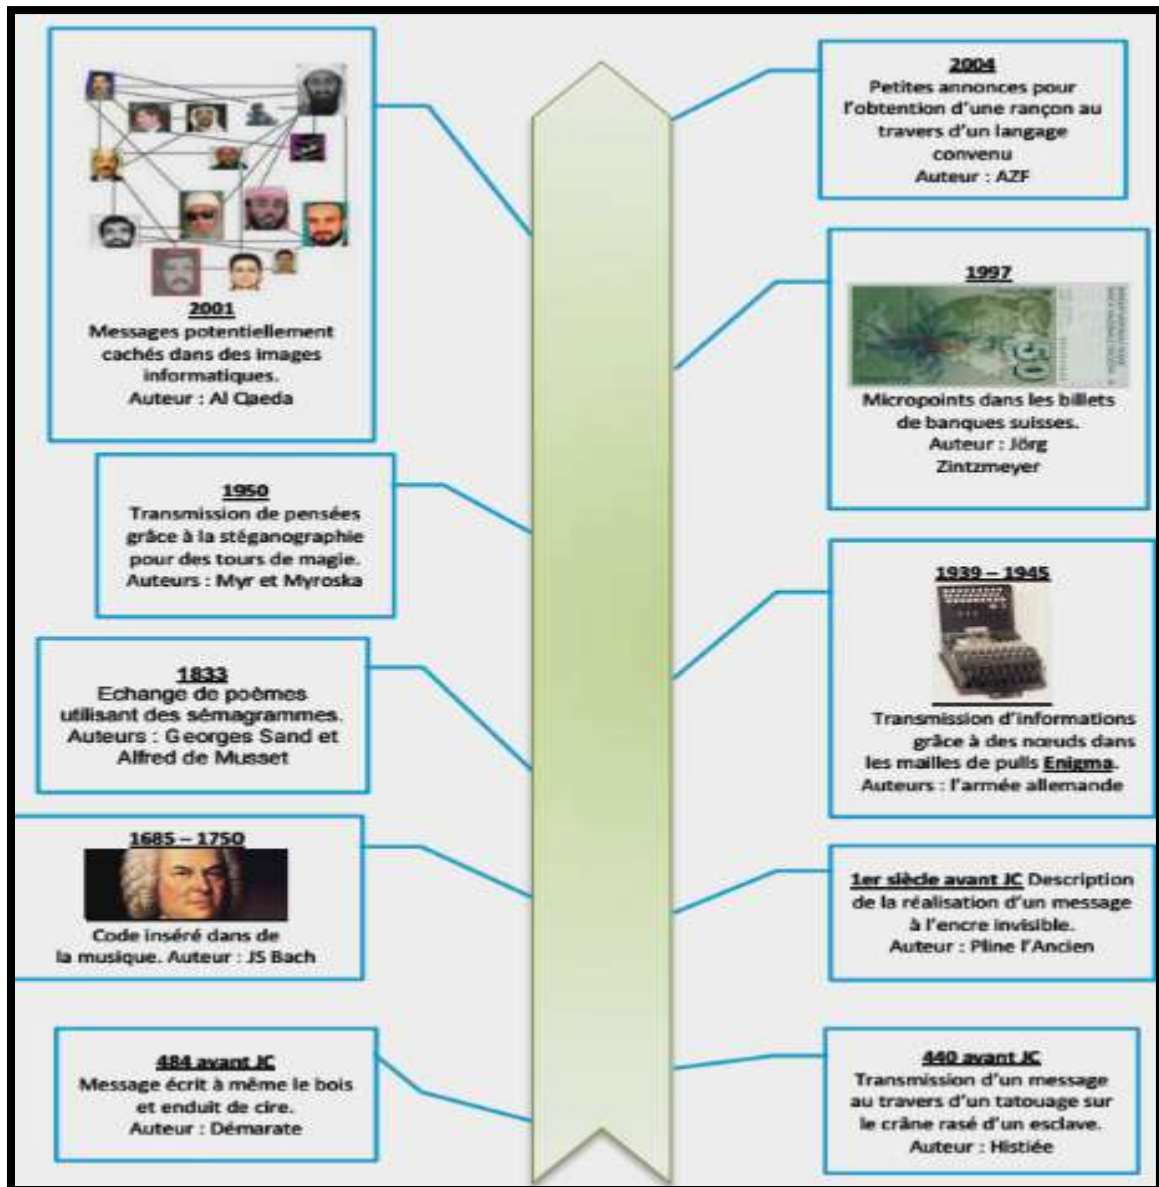 2001
Messages potentiellement
cachés dans des images
informatiques.
Auteur : Al Qaeda
2004
Petites annonces pour
l'obtention d'une rançon au
travers d'un langage
convenu
Auteur : AZF
1997
50
Micropoints dans les billets
de banques suisses.
Auteur : Jörg
Zintzmeyer
1950
Transmission de pensées
grâce à la stéganographie
pour des tours de magie.
Auteurs : Myr et Myroska
1939 – 1945
Transmission d'informations
grâce à des nœuds dans
les mailles de pulls Enigma.
Auteurs : l'armée allemande
1833
Echange de poèmes
utilisant des sémagrammes.
Auteurs : Georges Sand et
Alfred de Musset
1685 – 1750
Code inséré dans de
la musique. Auteur : JS Bach
1er siècle avant JC Description
de la réalisation d'un message
à l'encre invisible.
Auteur : Pline l'Ancien
484 avant JC
Message écrit à même le bois
et enduit de cire.
Auteur : Démarate
440 avant JC
Transmission d'un message
au travers d'un tatouage sur
le crâne rasé d'un esclave.
Auteur : Histiée